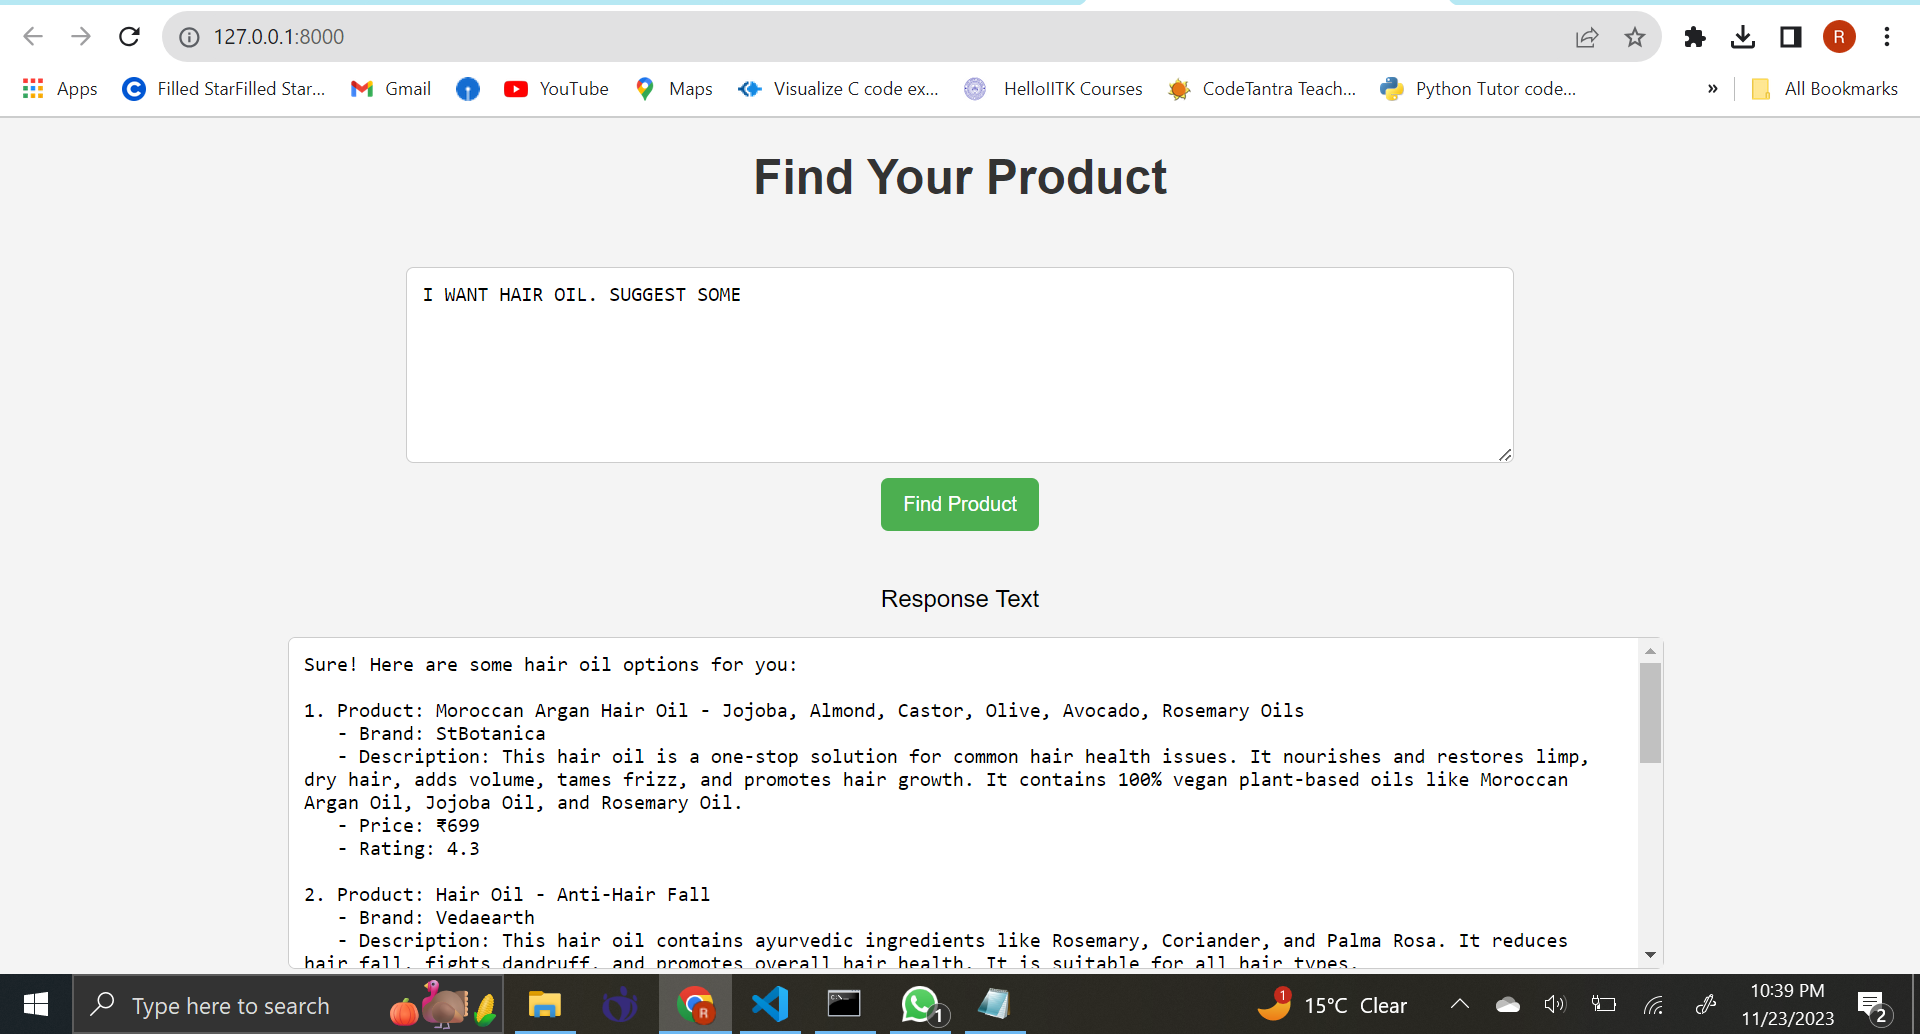 127.0.0.1:8000
R
Apps
Filled StarFilled Star...
Gmail
YouTube
Maps
Visualize C code ex...
HelloIITK Courses
CodeTantra Teach...
Python Tutor code...
»
All Bookmarks
Find Your Product
I WANT HAIR OIL. SUGGEST SOME
Find Product
Response Text
Sure! Here are some hair oil options for you:
1. Product: Moroccan Argan Hair Oil - Jojoba, Almond, Castor, Olive, Avocado, Rosemary Oils
- Brand: StBotanica
- Description: This hair oil is a one-stop solution for common hair health issues. It nourishes and restores limp,
dry hair, adds volume, tames frizz, and promotes hair growth. It contains 100% vegan plant-based oils like Moroccan
Argan Oil, Jojoba Oil, and Rosemary Oil.
- Price: ₹699
- Rating: 4.3
2. Product: Hair Oil - Anti-Hair Fall
- Brand: Vedaearth
- Description: This hair oil contains ayurvedic ingredients like Rosemary, Coriander, and Palma Rosa. It reduces
hair fall, fights dandruff, and promotes overall hair health. It is suitable for all hair types.
Type here to search
R
1
1
15°C Clear
10:39 PM
11/23/2023
2